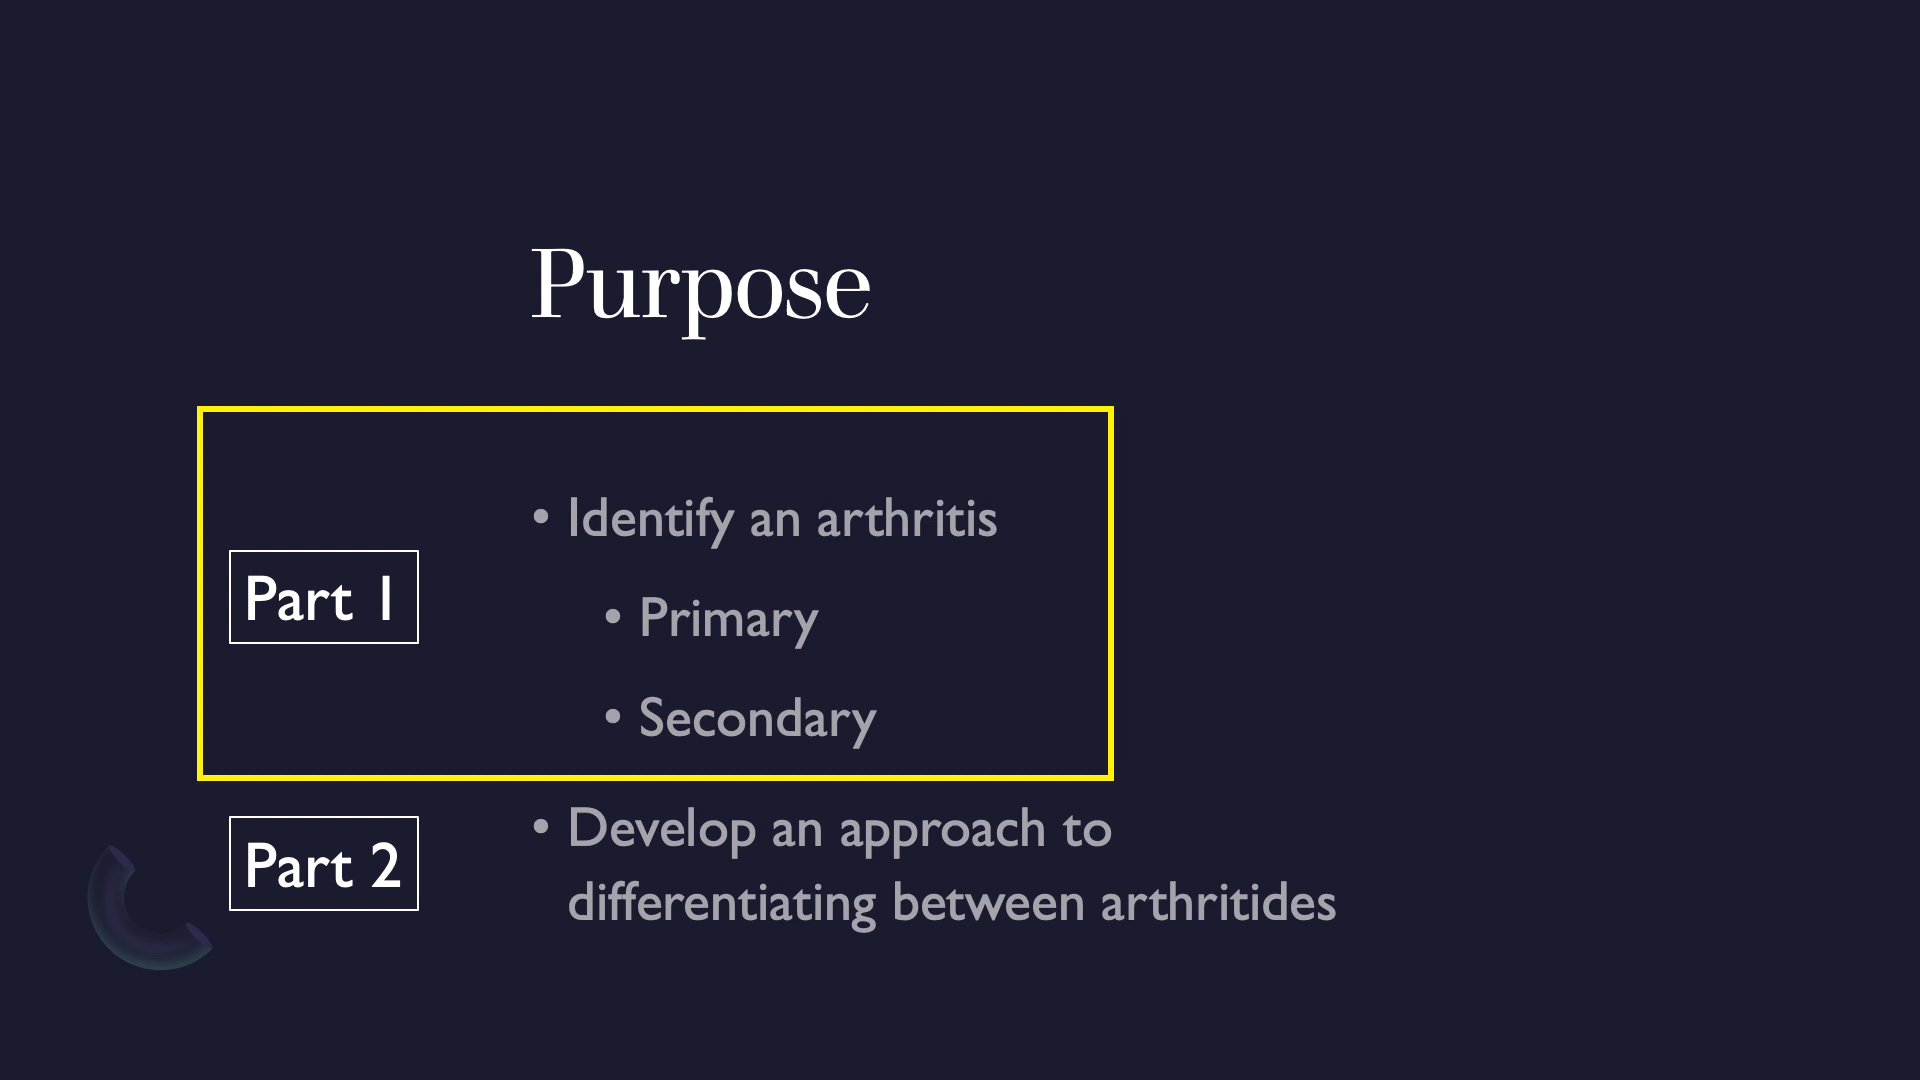 Purpose
Part 1
• Identify an arthritis
• Primary
• Secondary
Part 2
• Develop an approach to
differentiating between arthritides